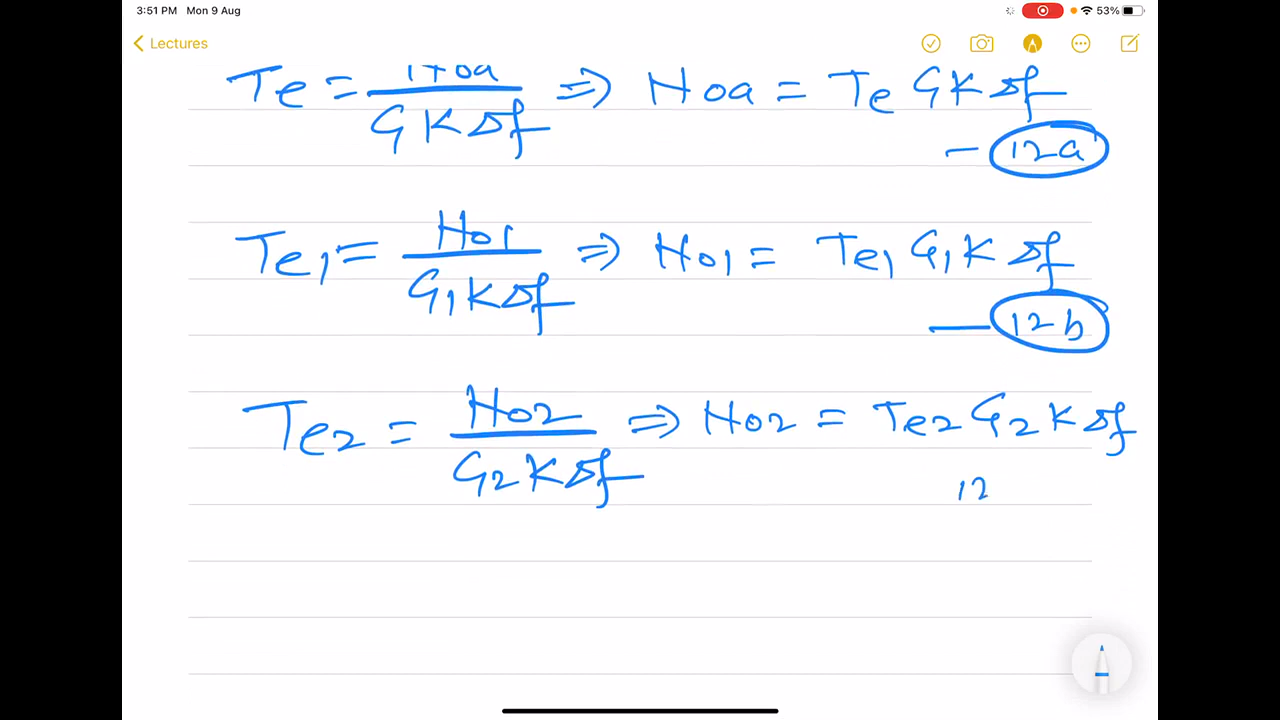 3:51 PM Mon 9 Aug
53%
Lectures
Te = Hoa / GKΔf ⇒ Hoa = Te GKΔf
— 12a
Te1 = Ho1 / G1KΔf ⇒ Ho1 = Te1 G1KΔf
— 12b
Te2 = Ho2 / G2KΔf ⇒ Ho2 = Te2 G2KΔf
12